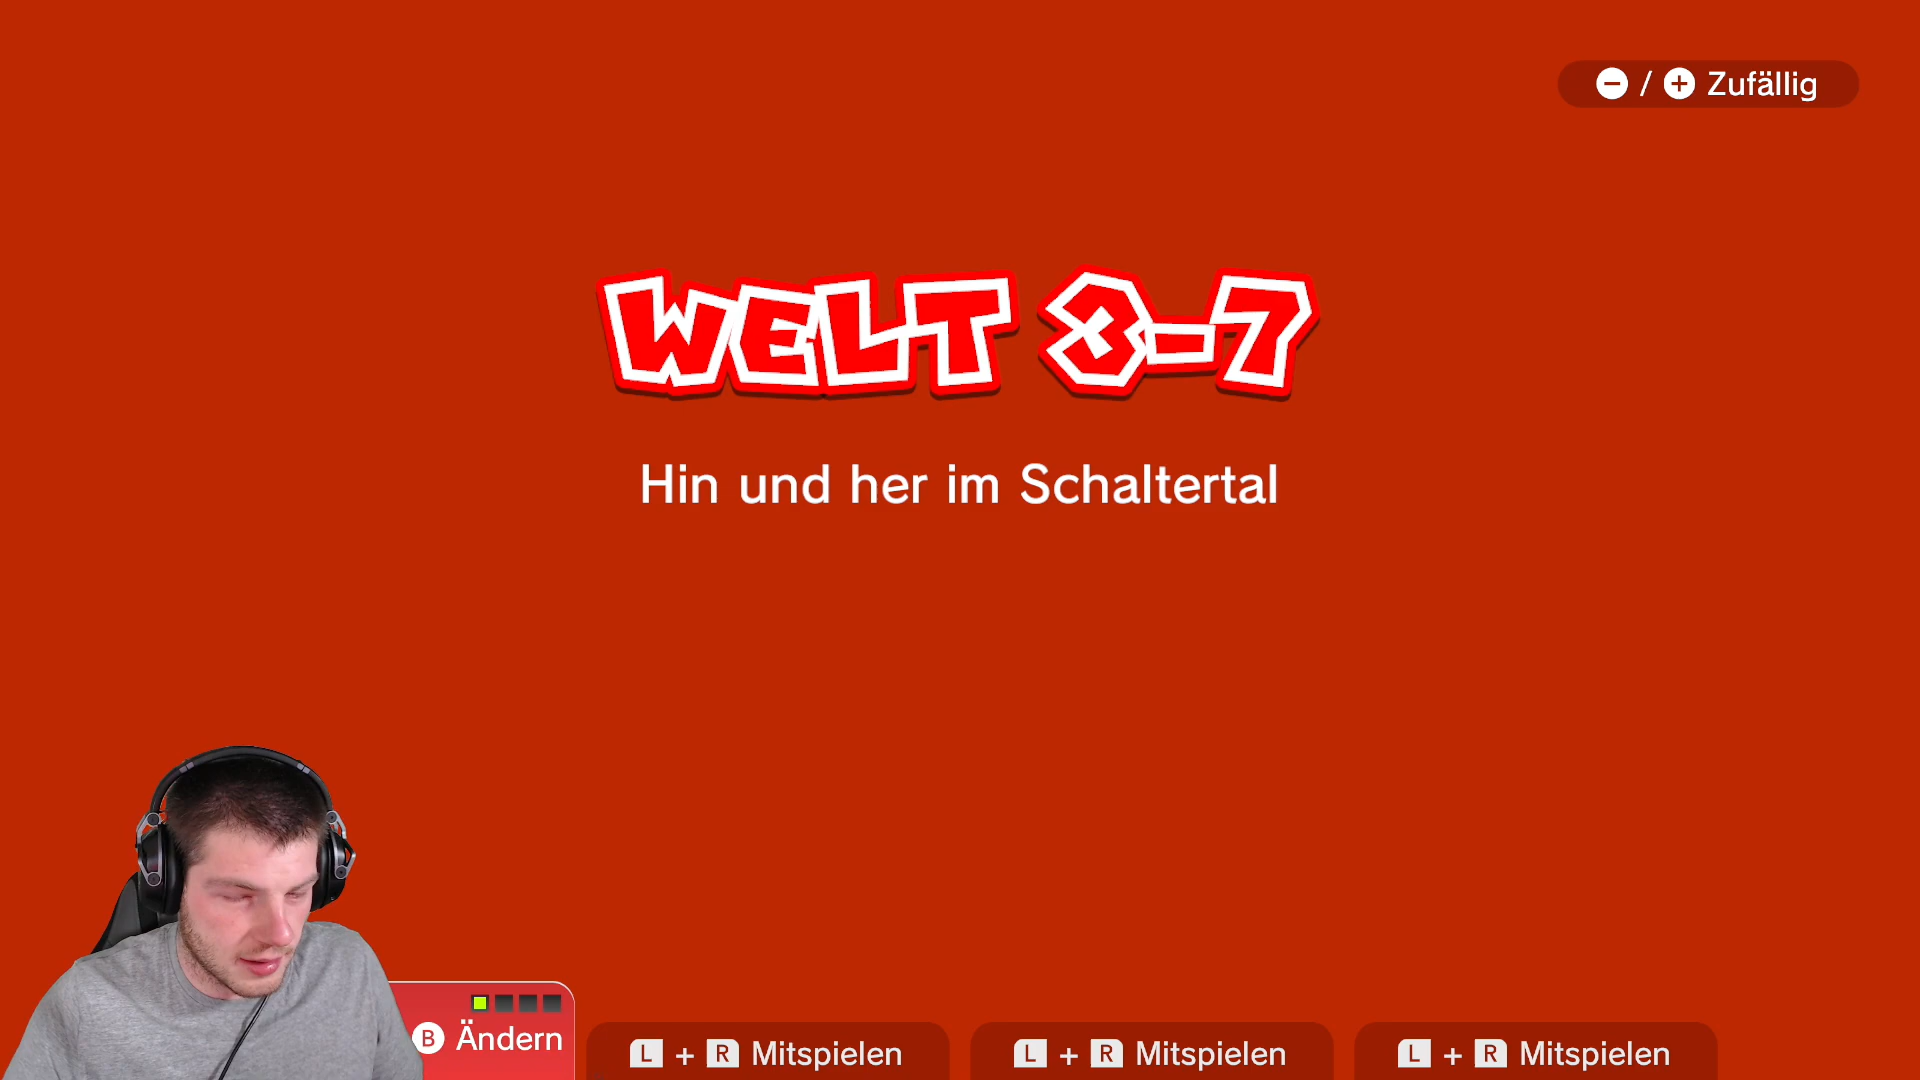 - / + Zufällig
WELT 3-7
Hin und her im Schaltertal
B Ändern
L + R Mitspielen
L + R Mitspielen
L + R Mitspielen